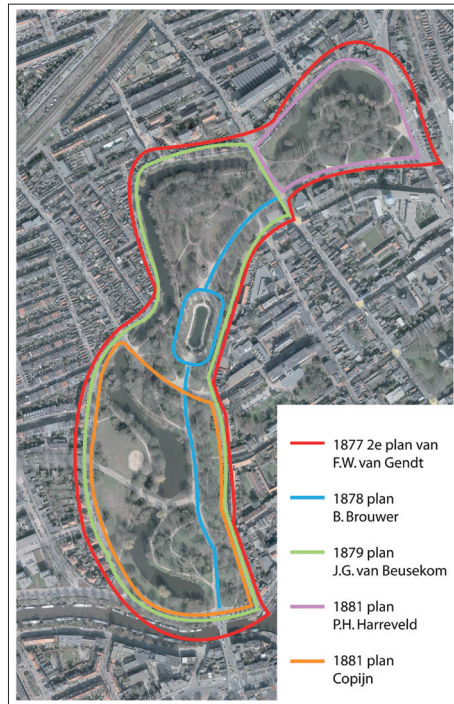 1877 2e plan van
F.W. van Gendt
1878 plan
B. Brouwer
1879 plan
J.G. van Beusekom
1881 plan
P.H. Harreveld
1881 plan
Copijn